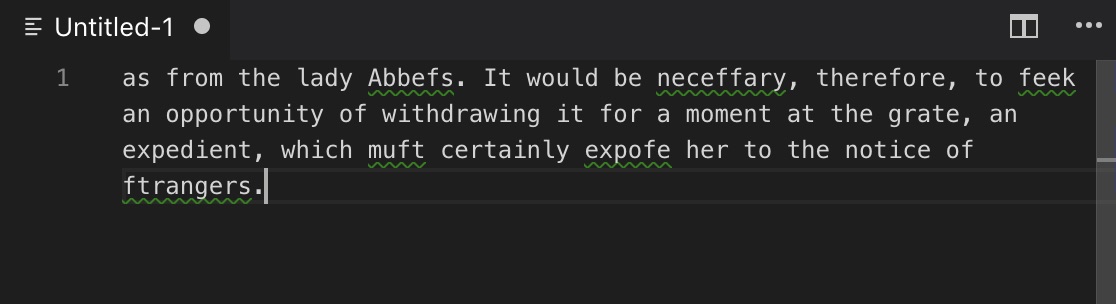 Untitled-1
1 as from the lady Abbefs. It would be neceffary, therefore, to feek
an opportunity of withdrawing it for a moment at the grate, an
expedient, which muft certainly expofe her to the notice of
ftrangers.